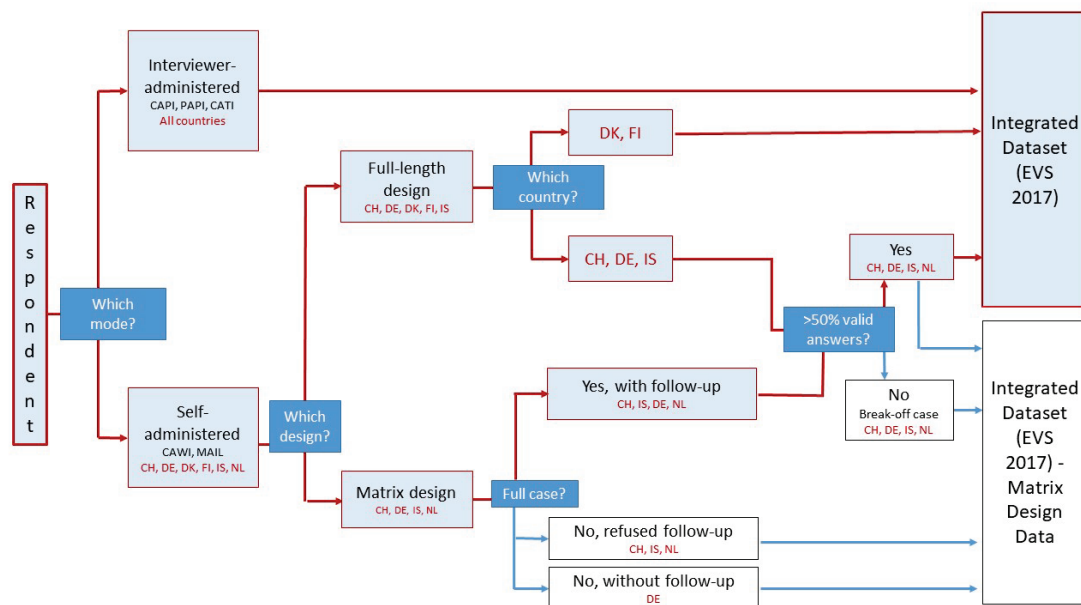 Respondent
Which
mode?
Interviewer-
administered
CAPI, PAPI, CATI
All countries
Self-
administered
CAWI, MAIL
CH, DE, DK, FI, IS, NL
Which
design?
Full-length
design
CH, DE, DK, FI, IS
Matrix design
CH, DE, IS, NL
Which
country?
DK, FI
CH, DE, IS
Full case?
Yes, with follow-up
CH, IS, DE, NL
No, refused follow-up
CH, IS, NL
No, without follow-up
DE
>50% valid
answers?
Yes
CH, DE, IS, NL
No
Break-off case
CH, DE, IS, NL
Integrated
Dataset
(EVS
2017)
Integrated
Dataset
(EVS
2017) -
Matrix
Design
Data